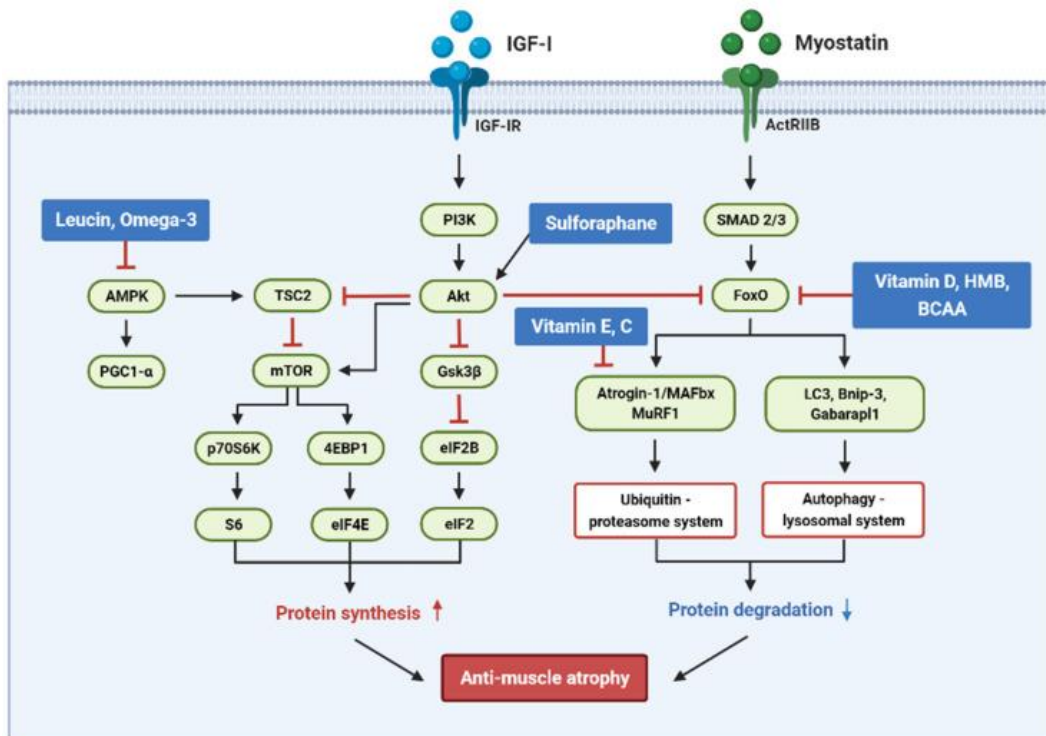 IGF-I
Myostatin
IGF-IR
ActRIIB
Leucin, Omega-3
PI3K
Sulforaphane
SMAD 2/3
AMPK
TSC2
Akt
FoxO
Vitamin D, HMB,
BCAA
Vitamin E, C
PGC1-α
mTOR
Gsk3β
Atrogin-1/MAFbx
MuRF1
LC3, Bnip-3,
Gabarapl1
p70S6K
4EBP1
eIF2B
Ubiquitin -
proteasome system
Autophagy -
lysosomal system
S6
eIF4E
eIF2
Protein synthesis ↑
Protein degradation ↓
Anti-muscle atrophy